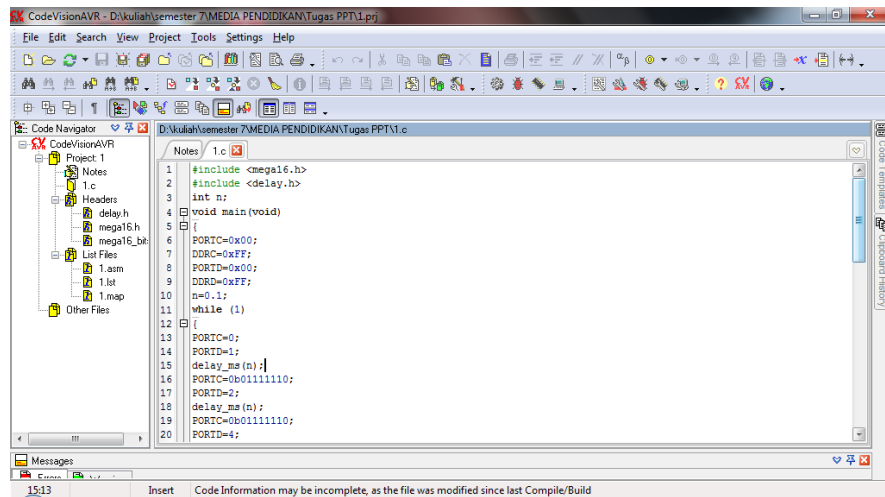 CodeVisionAVR - D:\kuliah\semester 7\MEDIA PENDIDIKAN\Tugas PPT\1.prj
File Edit Search View Project Tools Settings Help
Code Navigator
D:\kuliah\semester 7\MEDIA PENDIDIKAN\Tugas PPT\1.c
CodeVisionAVR
Project: 1
Notes
1.c
Headers
delay.h
mega16.h
mega16_bit
List Files
1.asm
1.lst
1.map
Other Files
Notes 1.c
1 #include <mega16.h>
2 #include <delay.h>
3 int n;
4 void main(void)
5 {
6 PORTC=0x00;
7 DDRC=0xFF;
8 PORTD=0x00;
9 DDRD=0xFF;
10 n=0.1;
11 while (1)
12 {
13 PORTC=0;
14 PORTD=1;
15 delay_ms(n);
16 PORTC=0b01111110;
17 PORTD=2;
18 delay_ms(n);
19 PORTC=0b01111110;
20 PORTD=4;
Code Templates
Clipboard History
Messages
Errors
15:13 Insert Code Information may be incomplete, as the file was modified since last Compile/Build